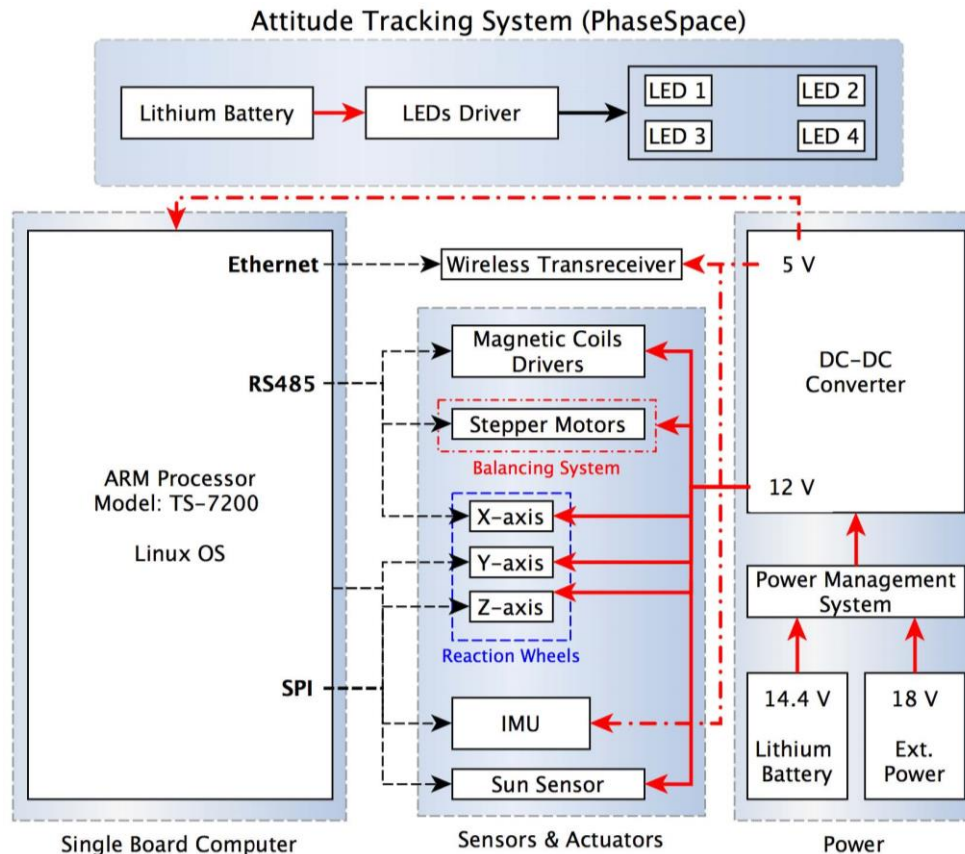 Attitude Tracking System (PhaseSpace)
Lithium Battery
LEDs Driver
LED 1
LED 2
LED 3
LED 4
Ethernet
RS485
ARM Processor
Model: TS-7200
Linux OS
SPI
Single Board Computer
Wireless Transreceiver
Magnetic Coils
Drivers
Stepper Motors
Balancing System
X-axis
Y-axis
Z-axis
Reaction Wheels
IMU
Sun Sensor
Sensors & Actuators
5 V
DC-DC
Converter
12 V
Power Management
System
14.4 V
Lithium
Battery
18 V
Ext.
Power
Power